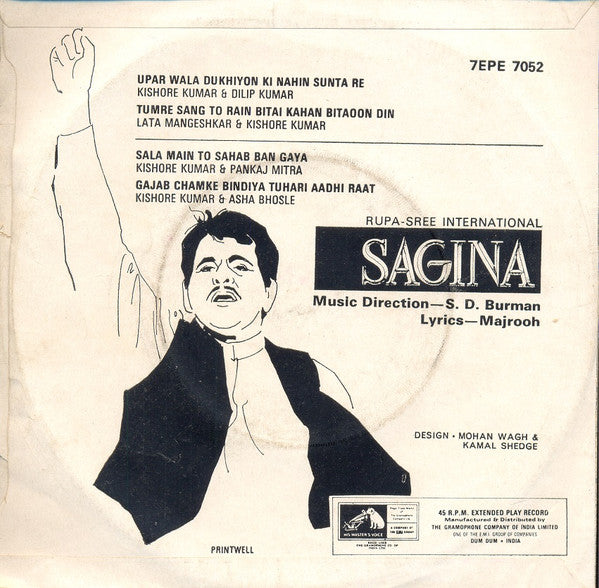 7EPE 7052
UPAR WALA DUKHIYON KI NAHIN SUNTA RE
KISHORE KUMAR & DILIP KUMAR
TUMRE SANG TO RAIN BITAI KAHAN BITAOON DIN
LATA MANGESHKAR & KISHORE KUMAR
SALA MAIN TO SAHAB BAN GAYA
KISHORE KUMAR & PANKAJ MITRA
GAJAB CHAMKE BINDIYA TUHARI AADHI RAAT
KISHORE KUMAR & ASHA BHOSLE
RUPA-SREE INTERNATIONAL
SAGINA
Music Direction—S. D. Burman
Lyrics—Majrooh
DESIGN • MOHAN WAGH &
KAMAL SHEDGE
HIS MASTER'S VOICE
45 R.P.M. EXTENDED PLAY RECORD
Manufactured & Distributed by
THE GRAMOPHONE COMPANY OF INDIA LIMITED
ONE OF THE E.M.I. GROUP OF COMPANIES
DUM DUM • INDIA
PRINTWELL